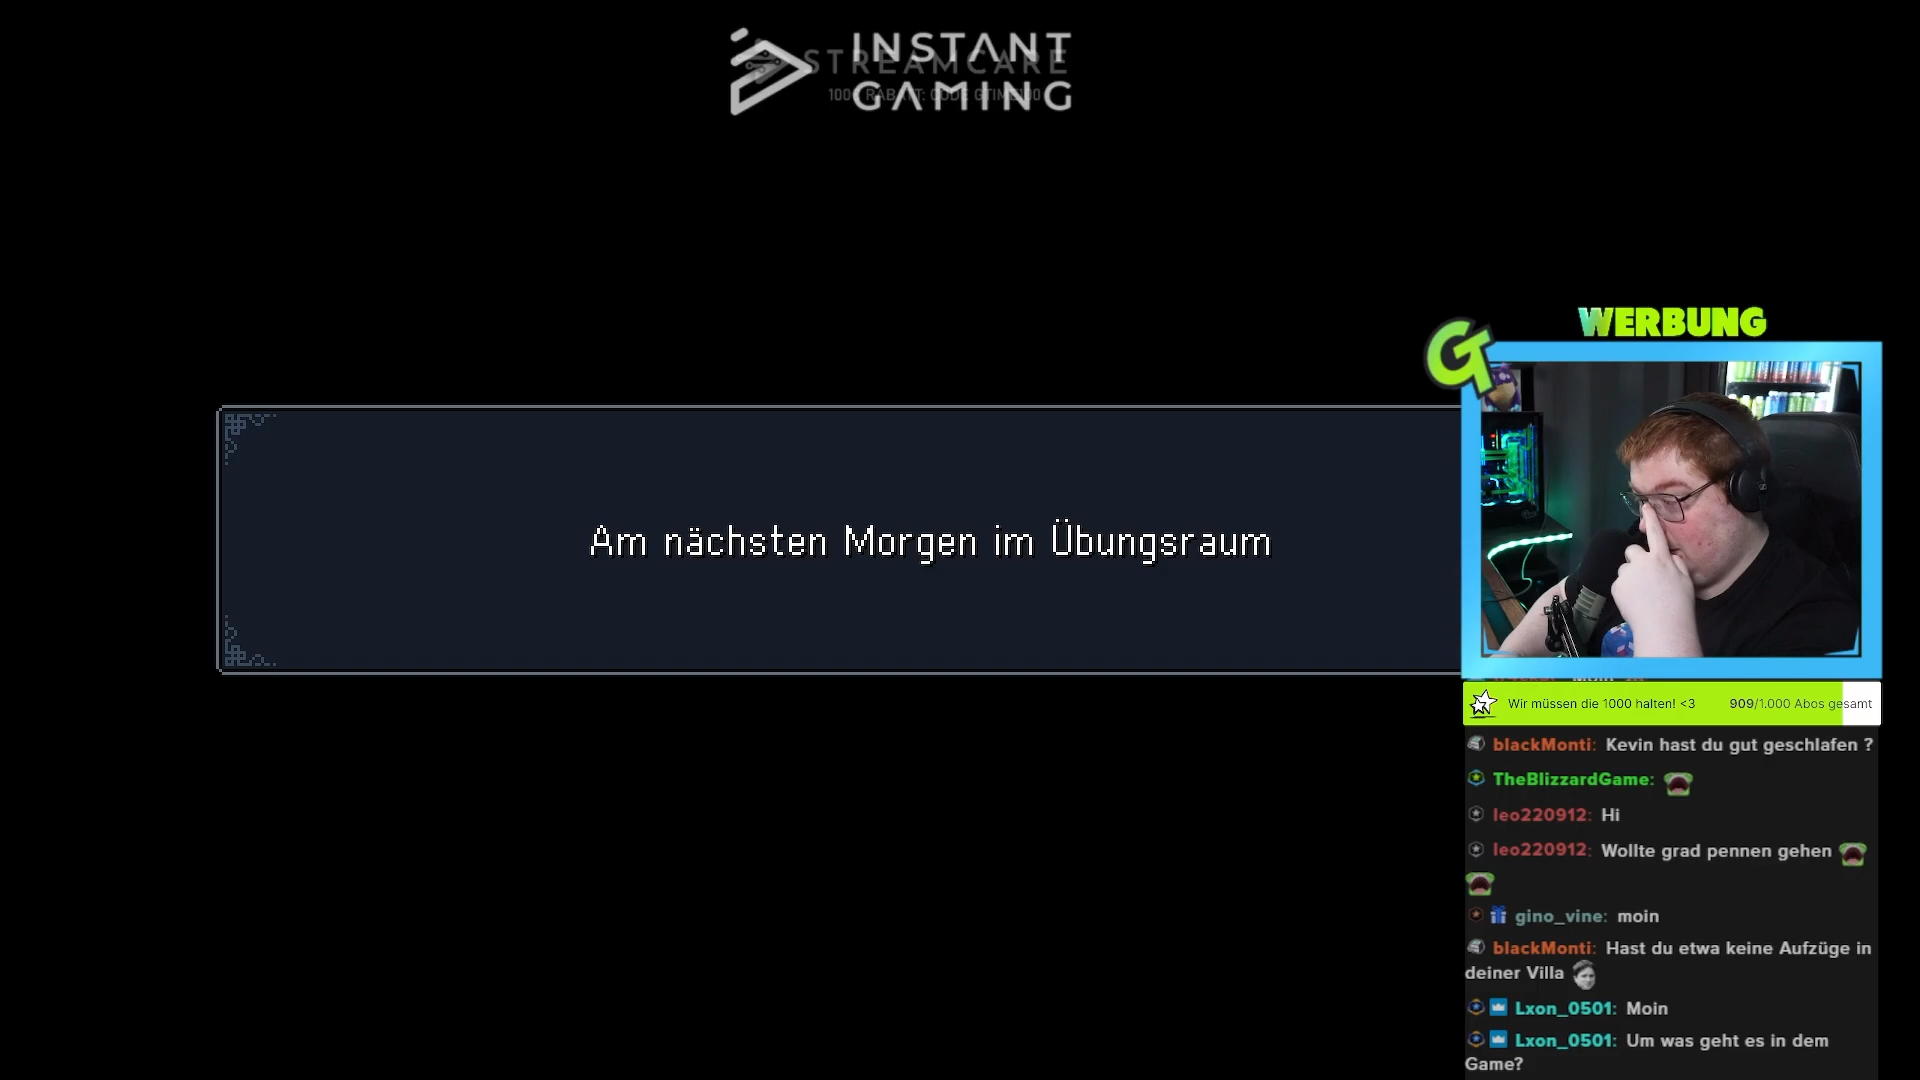 INSTANT
GAMING
STREAMCARE
WERBUNG
G
Am nächsten Morgen im Übungsraum
Wir müssen die 1000 halten! <3 909/1.000 Abos gesamt
blackMonti: Kevin hast du gut geschlafen ?
TheBlizzardGame:
leo220912: Hi
leo220912: Wollte grad pennen gehen
gino_vine: moin
blackMonti: Hast du etwa keine Aufzüge in
deiner Villa
Lxon_0501: Moin
Lxon_0501: Um was geht es in dem
Game?